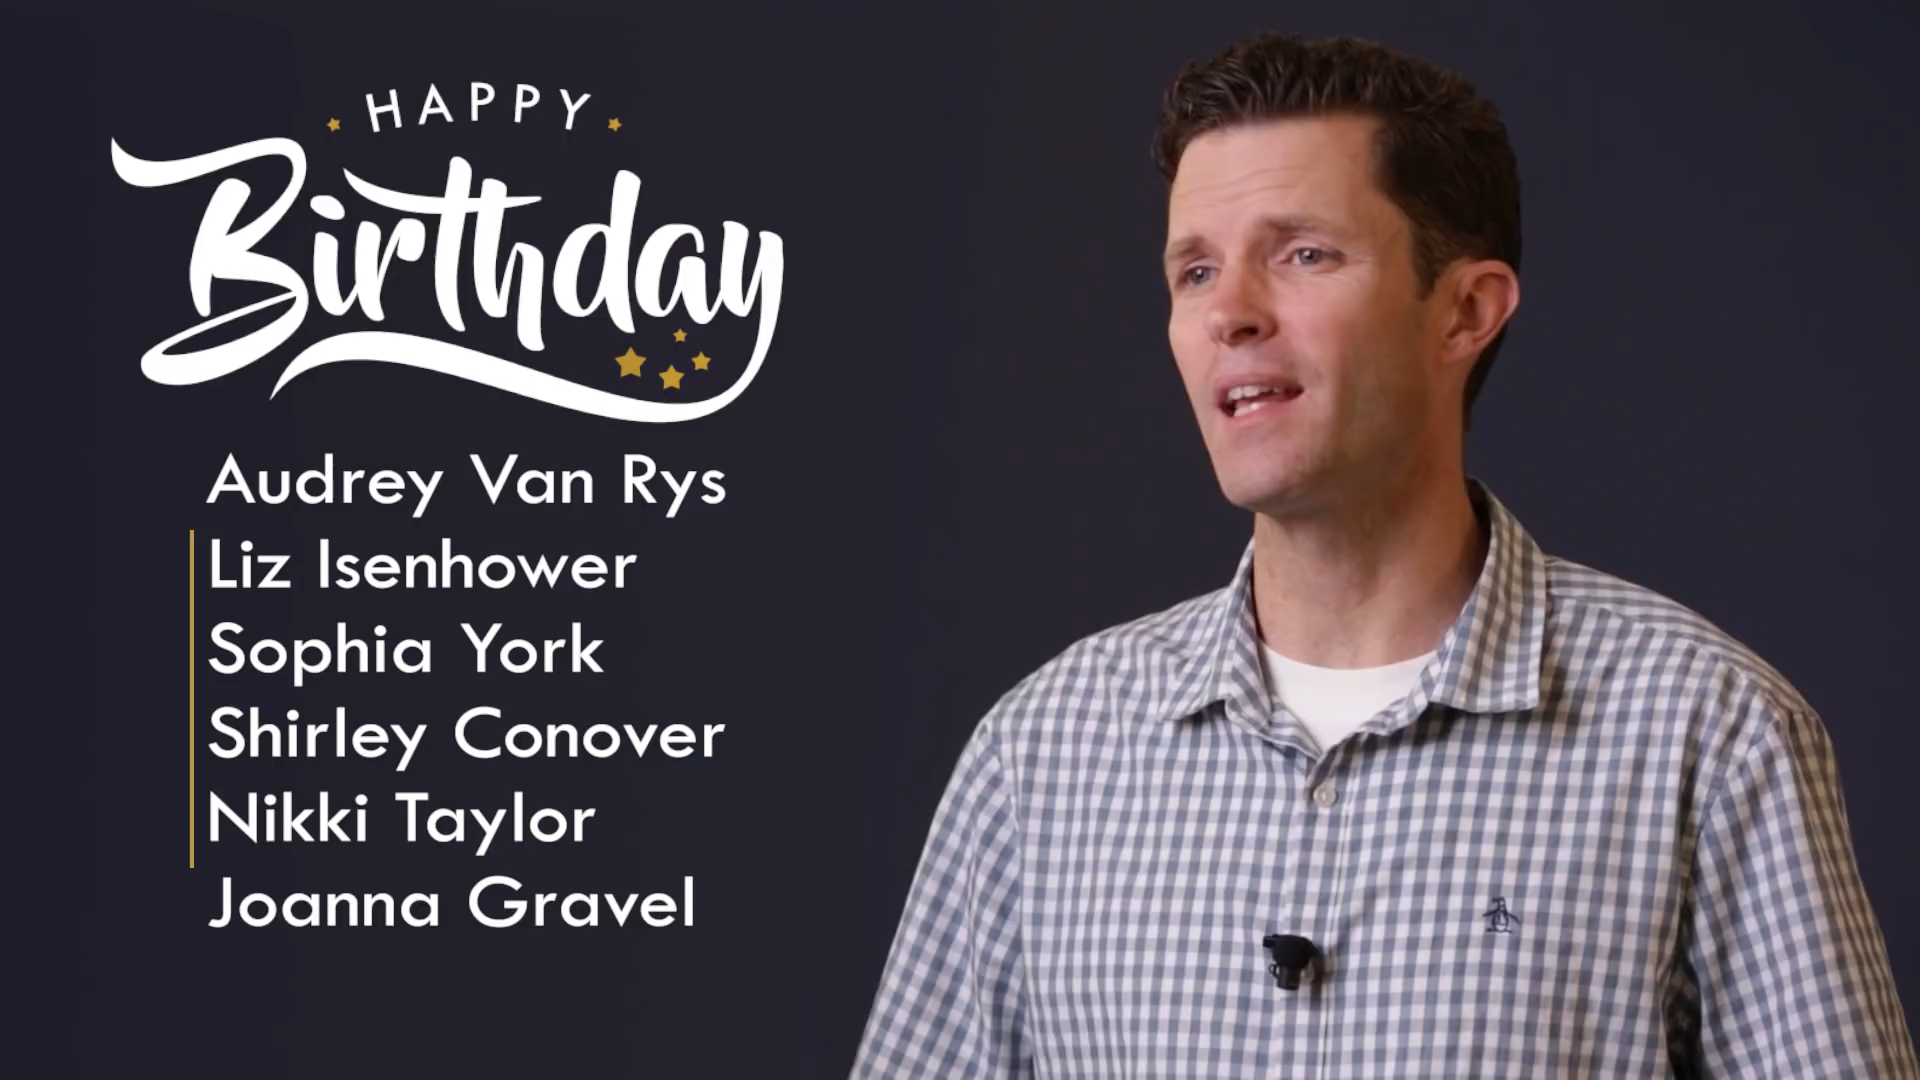 HAPPY
Birthday
Audrey Van Rys
Liz Isenhower
Sophia York
Shirley Conover
Nikki Taylor
Joanna Gravel